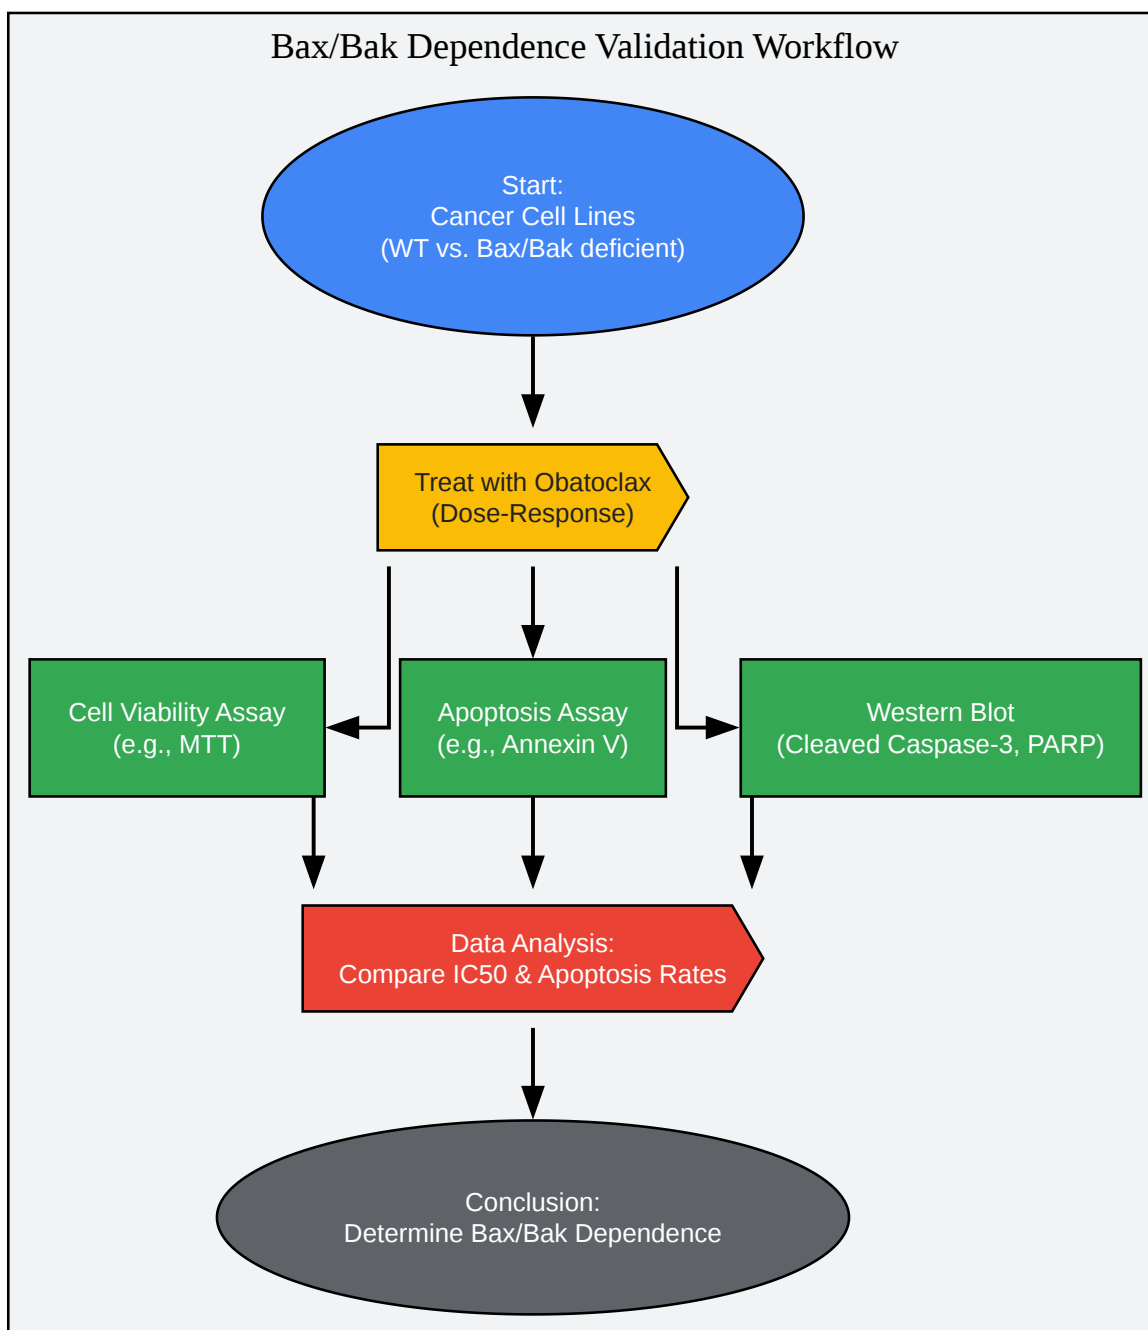 Bax/Bak Dependence Validation Workflow
Start:
Cancer Cell Lines
(WT vs. Bax/Bak deficient)
Treat with Obatoclax
(Dose-Response)
Cell Viability Assay
(e.g., MTT)
Apoptosis Assay
(e.g., Annexin V)
Western Blot
(Cleaved Caspase-3, PARP)
Data Analysis:
Compare IC50 & Apoptosis Rates
Conclusion:
Determine Bax/Bak Dependence